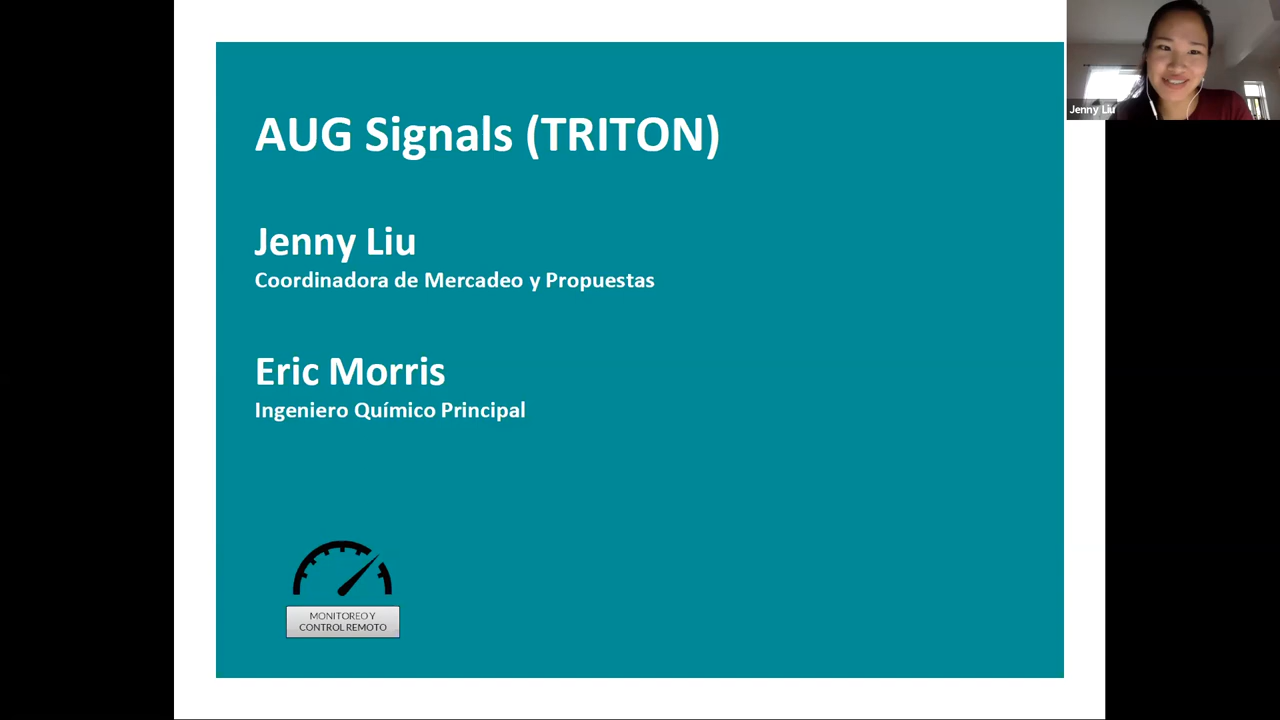 AUG Signals (TRITON)
Jenny Liu
Jenny Liu
Coordinadora de Mercadeo y Propuestas
Eric Morris
Ingeniero Químico Principal
MONITOREO Y
CONTROL REMOTO